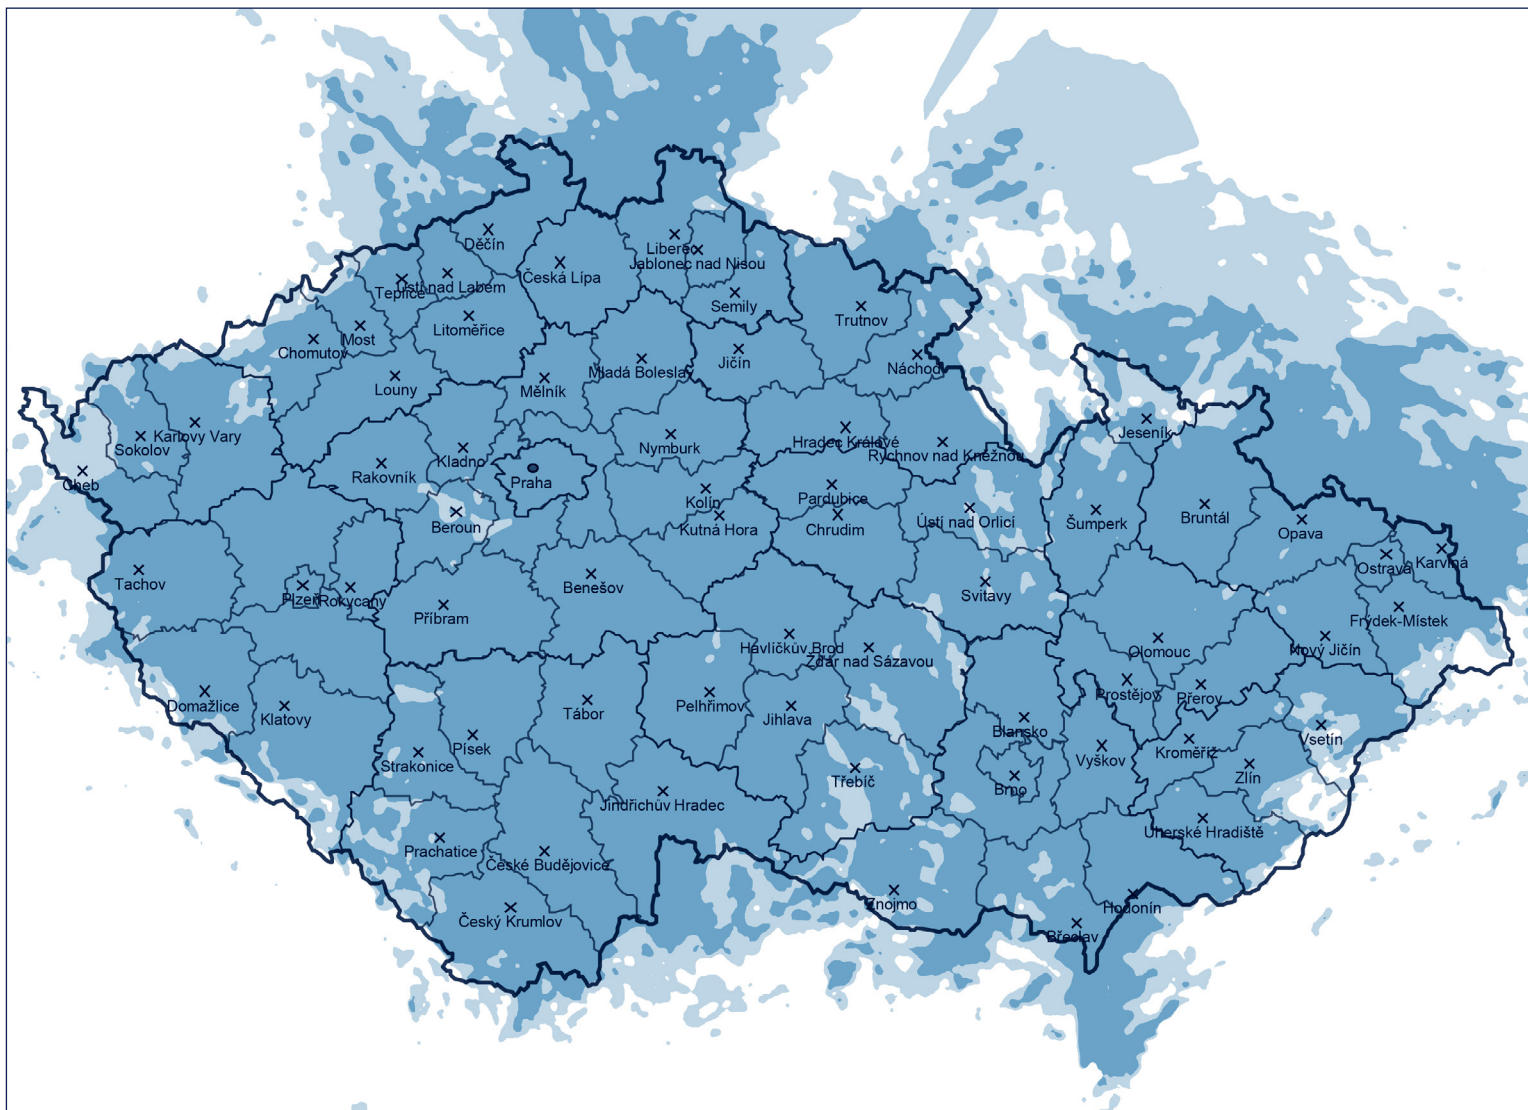 Děčín
Liberec
Jablonec nad Nisou
Česká Lípa
Ústí nad Labem
Teplice
Semily
Trutnov
Litoměřice
Most
Chomutov
Jičín
Náchod
Mladá Boleslav
Louny
Mělník
Jeseník
Karlovy Vary
Sokolov
Hradec Králové
Nymburk
Rychnov nad Kněžnou
Kladno
Rakovník
Cheb
Praha
Pardubice
Kolín
Bruntál
Beroun
Kutná Hora
Chrudim
Ústí nad Orlicí
Šumperk
Opava
Ostrava
Karviná
Tachov
Benešov
Svitavy
Plzeň
Rokycany
Příbram
Frýdek-Místek
Havlíčkův Brod
Žďár nad Sázavou
Olomouc
Nový Jičín
Prostějov
Přerov
Domažlice
Klatovy
Tábor
Pelhřimov
Jihlava
Blansko
Vsetín
Písek
Kroměříž
Vyškov
Strakonice
Třebíč
Zlín
Brno
Jindřichův Hradec
Uherské Hradiště
Prachatice
České Budějovice
Znojmo
Hodonín
Český Krumlov
Břeclav